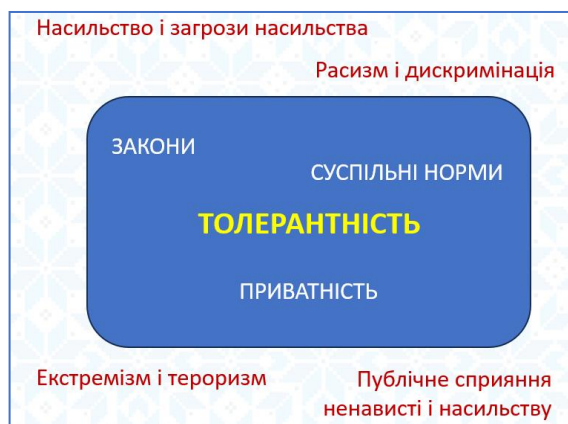 Насильство і загрози насильства
Расизм і дискримінація
ЗАКОНИ
СУСПІЛЬНІ НОРМИ
ТОЛЕРАНТНІСТЬ
ПРИВАТНІСТЬ
Екстремізм і тероризм
Публічне сприяння
ненависті і насильству